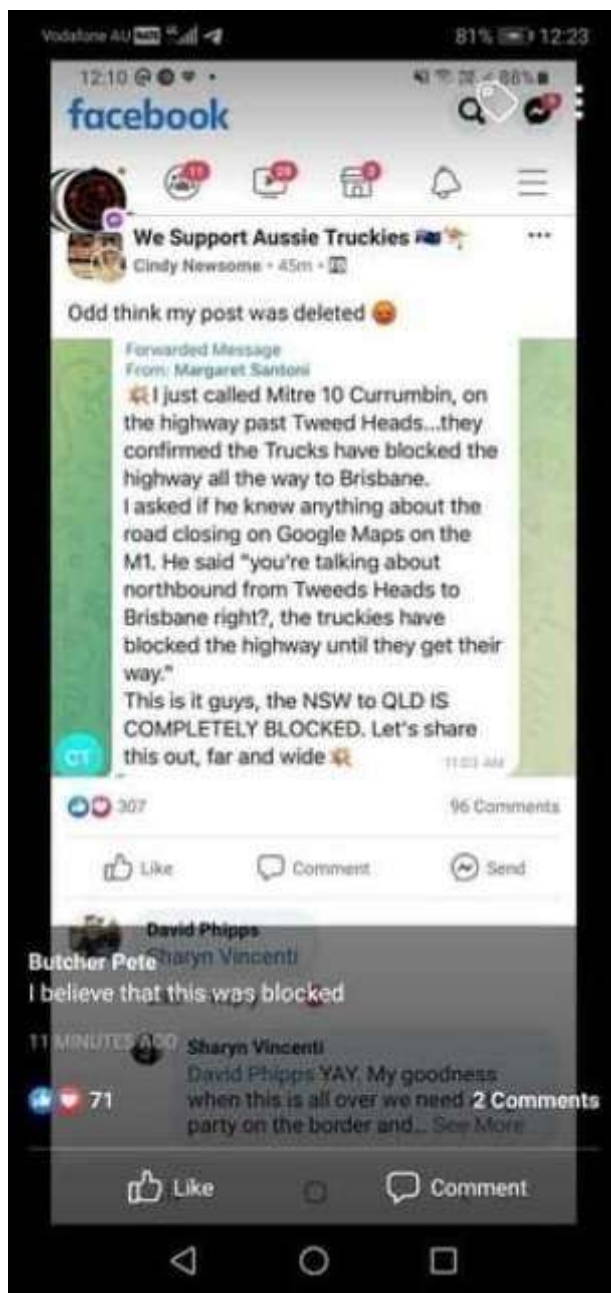 Vodafone AU
81% 12:23
12:10
facebook
11
We Support Aussie Truckies
Cindy Newsome • 45m •
Odd think my post was deleted
Forwarded Message
From: Margaret Santoni
I just called Mitre 10 Currumbin, on
the highway past Tweed Heads...they
confirmed the Trucks have blocked the
highway all the way to Brisbane.
I asked if he knew anything about the
road closing on Google Maps on the
M1. He said "you're talking about
northbound from Tweeds Heads to
Brisbane right?, the truckies have
blocked the highway until they get their
way."
This is it guys, the NSW to QLD IS
COMPLETELY BLOCKED. Let's share
this out, far and wide
CT
11:03 AM
307
96 Comments
Like
Comment
Send
David Phipps
Sharyn Vincenti
Butcher Pete
I believe that this was blocked
11 MINUTES AGO
Sharyn Vincenti
David Phipps YAY. My goodness
when this is all over we need
party on the border and... See More
71
2 Comments
Like
Comment